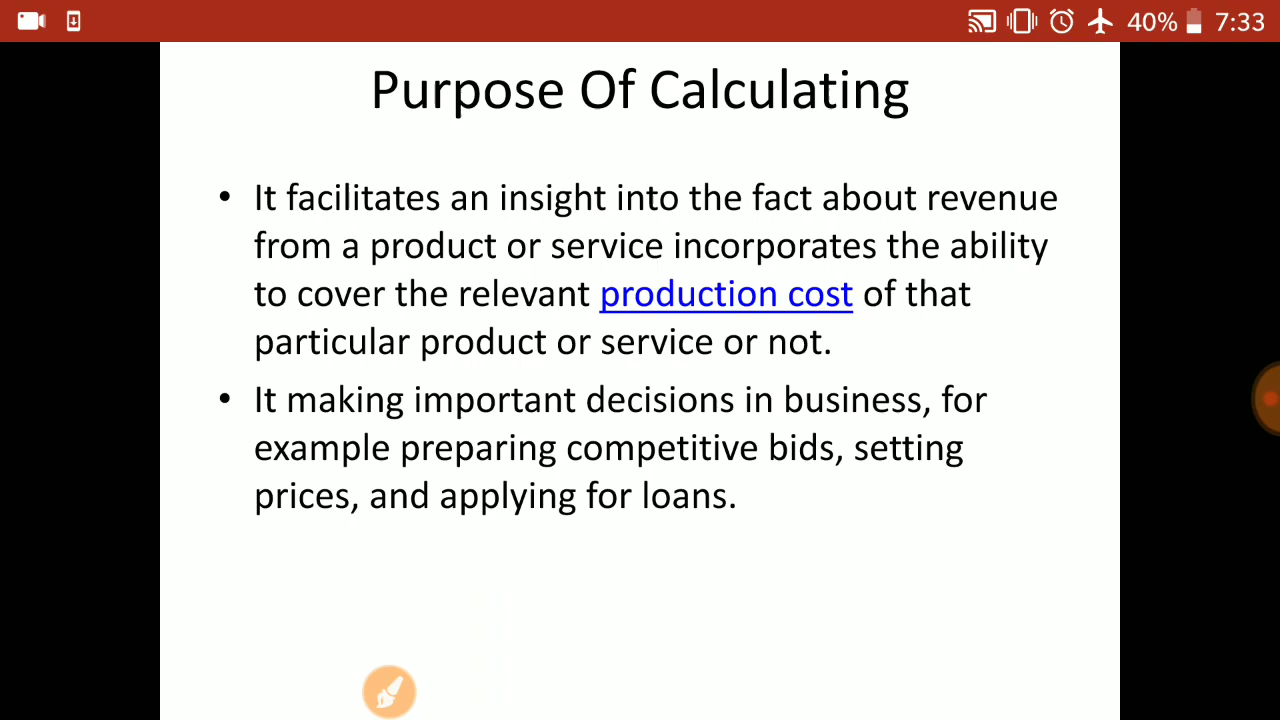 40% 7:33
Purpose Of Calculating
• It facilitates an insight into the fact about revenue
from a product or service incorporates the ability
to cover the relevant production cost of that
particular product or service or not.
• It making important decisions in business, for
example preparing competitive bids, setting
prices, and applying for loans.